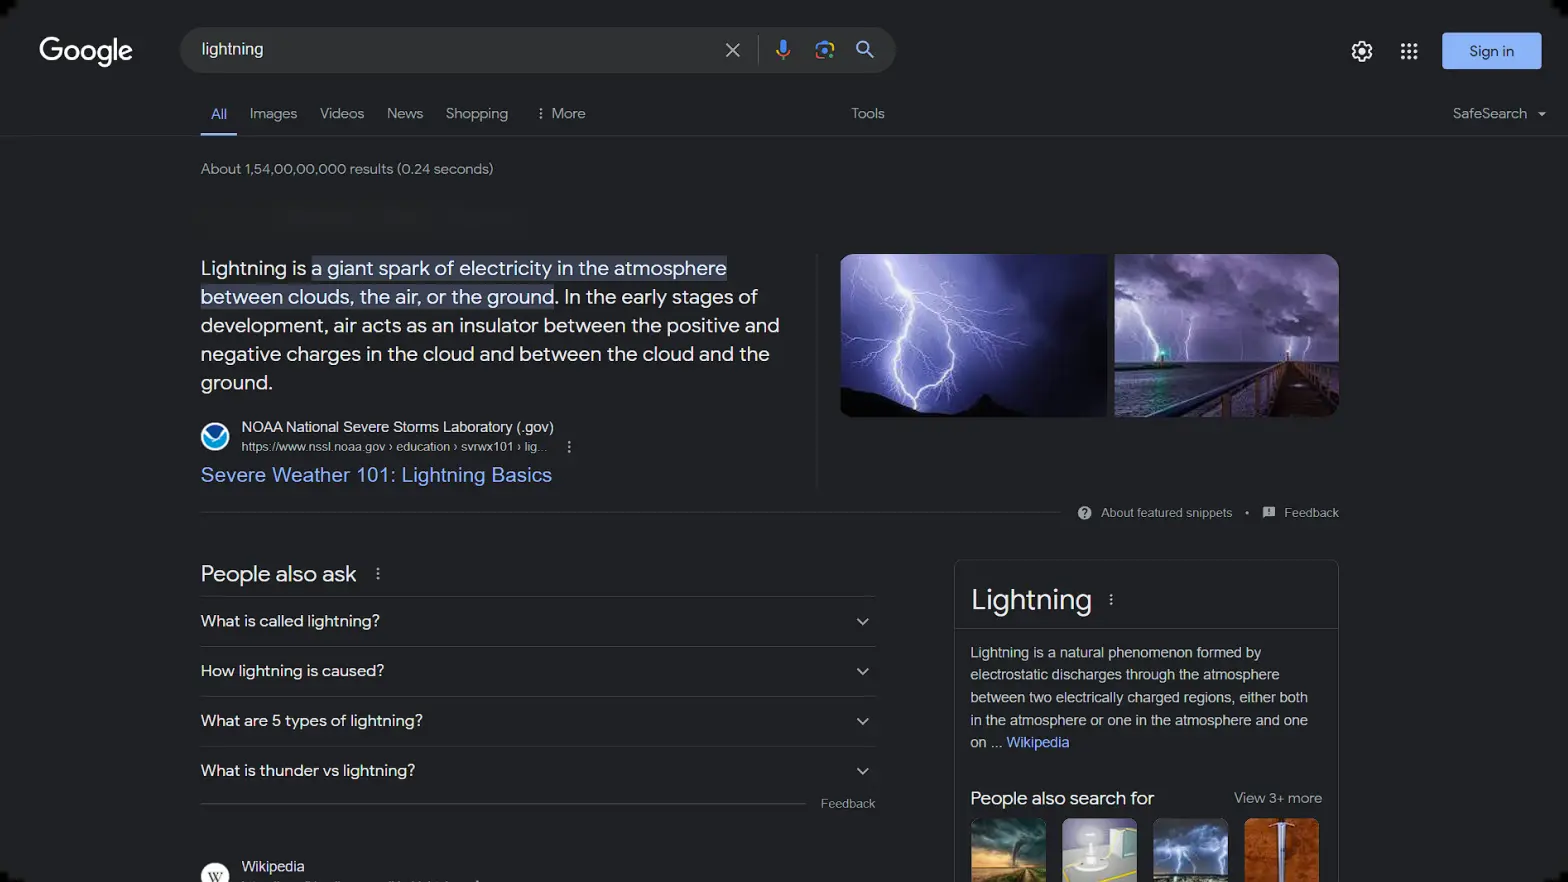 Google
lightning
Sign in
All Images Videos News Shopping More Tools SafeSearch
About 1,54,00,00,000 results (0.24 seconds)
Lightning is a giant spark of electricity in the atmosphere
between clouds, the air, or the ground. In the early stages of
development, air acts as an insulator between the positive and
negative charges in the cloud and between the cloud and the
ground.
NOAA National Severe Storms Laboratory (.gov)
https://www.nssl.noaa.gov › education › svrwx101 › lig...
Severe Weather 101: Lightning Basics
About featured snippets • Feedback
People also ask
What is called lightning?
How lightning is caused?
What are 5 types of lightning?
What is thunder vs lightning?
Feedback
Wikipedia
W
Lightning
Lightning is a natural phenomenon formed by
electrostatic discharges through the atmosphere
between two electrically charged regions, either both
in the atmosphere or one in the atmosphere and one
on ... Wikipedia
People also search for View 3+ more